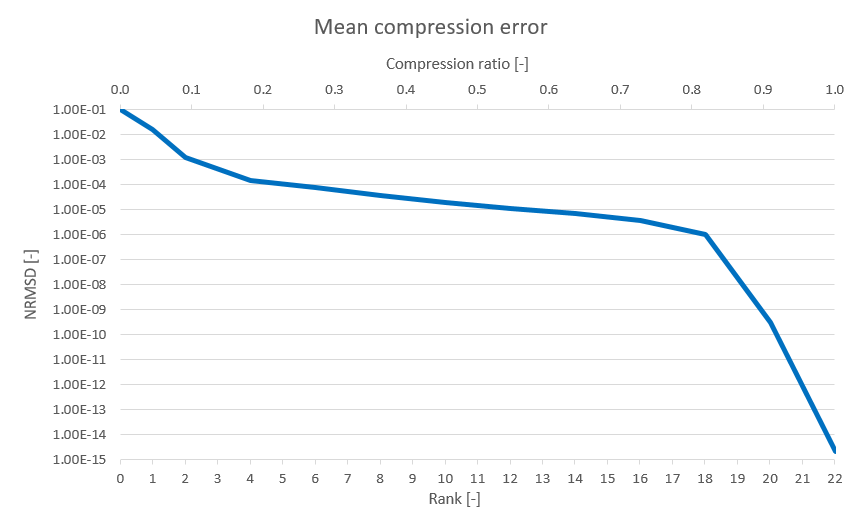 Mean compression error
Compression ratio [-]
0.0 0.1 0.2 0.3 0.4 0.5 0.6 0.7 0.8 0.9 1.0
1.00E-01
1.00E-02
1.00E-03
1.00E-04
1.00E-05
1.00E-06
1.00E-07
1.00E-08
1.00E-09
1.00E-10
1.00E-11
1.00E-12
1.00E-13
1.00E-14
1.00E-15
NRMSD [-]
0 1 2 3 4 5 6 7 8 9 10 11 12 13 14 15 16 17 18 19 20 21 22
Rank [-]